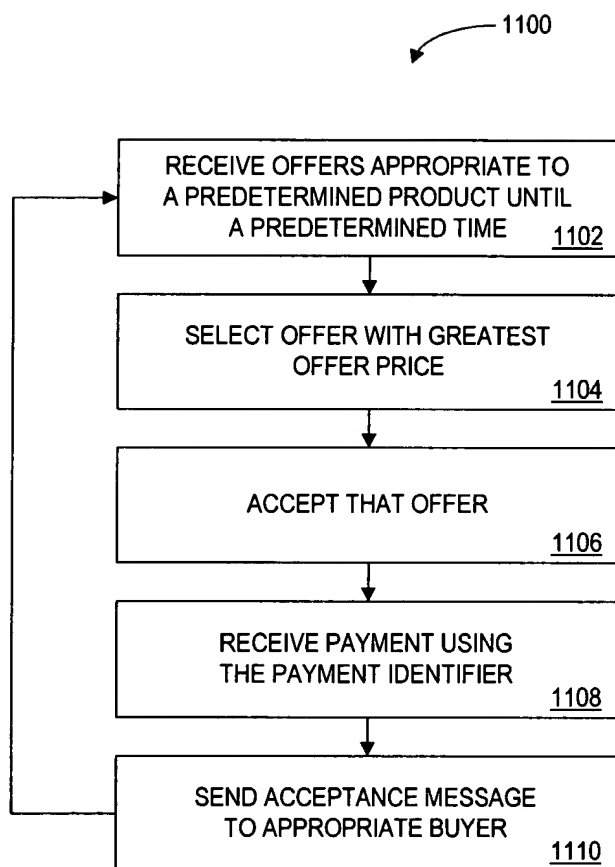 1100
RECEIVE OFFERS APPROPRIATE TO
A PREDETERMINED PRODUCT UNTIL
A PREDETERMINED TIME
1102
SELECT OFFER WITH GREATEST
OFFER PRICE
1104
ACCEPT THAT OFFER
1106
RECEIVE PAYMENT USING
THE PAYMENT IDENTIFIER
1108
SEND ACCEPTANCE MESSAGE
TO APPROPRIATE BUYER
1110